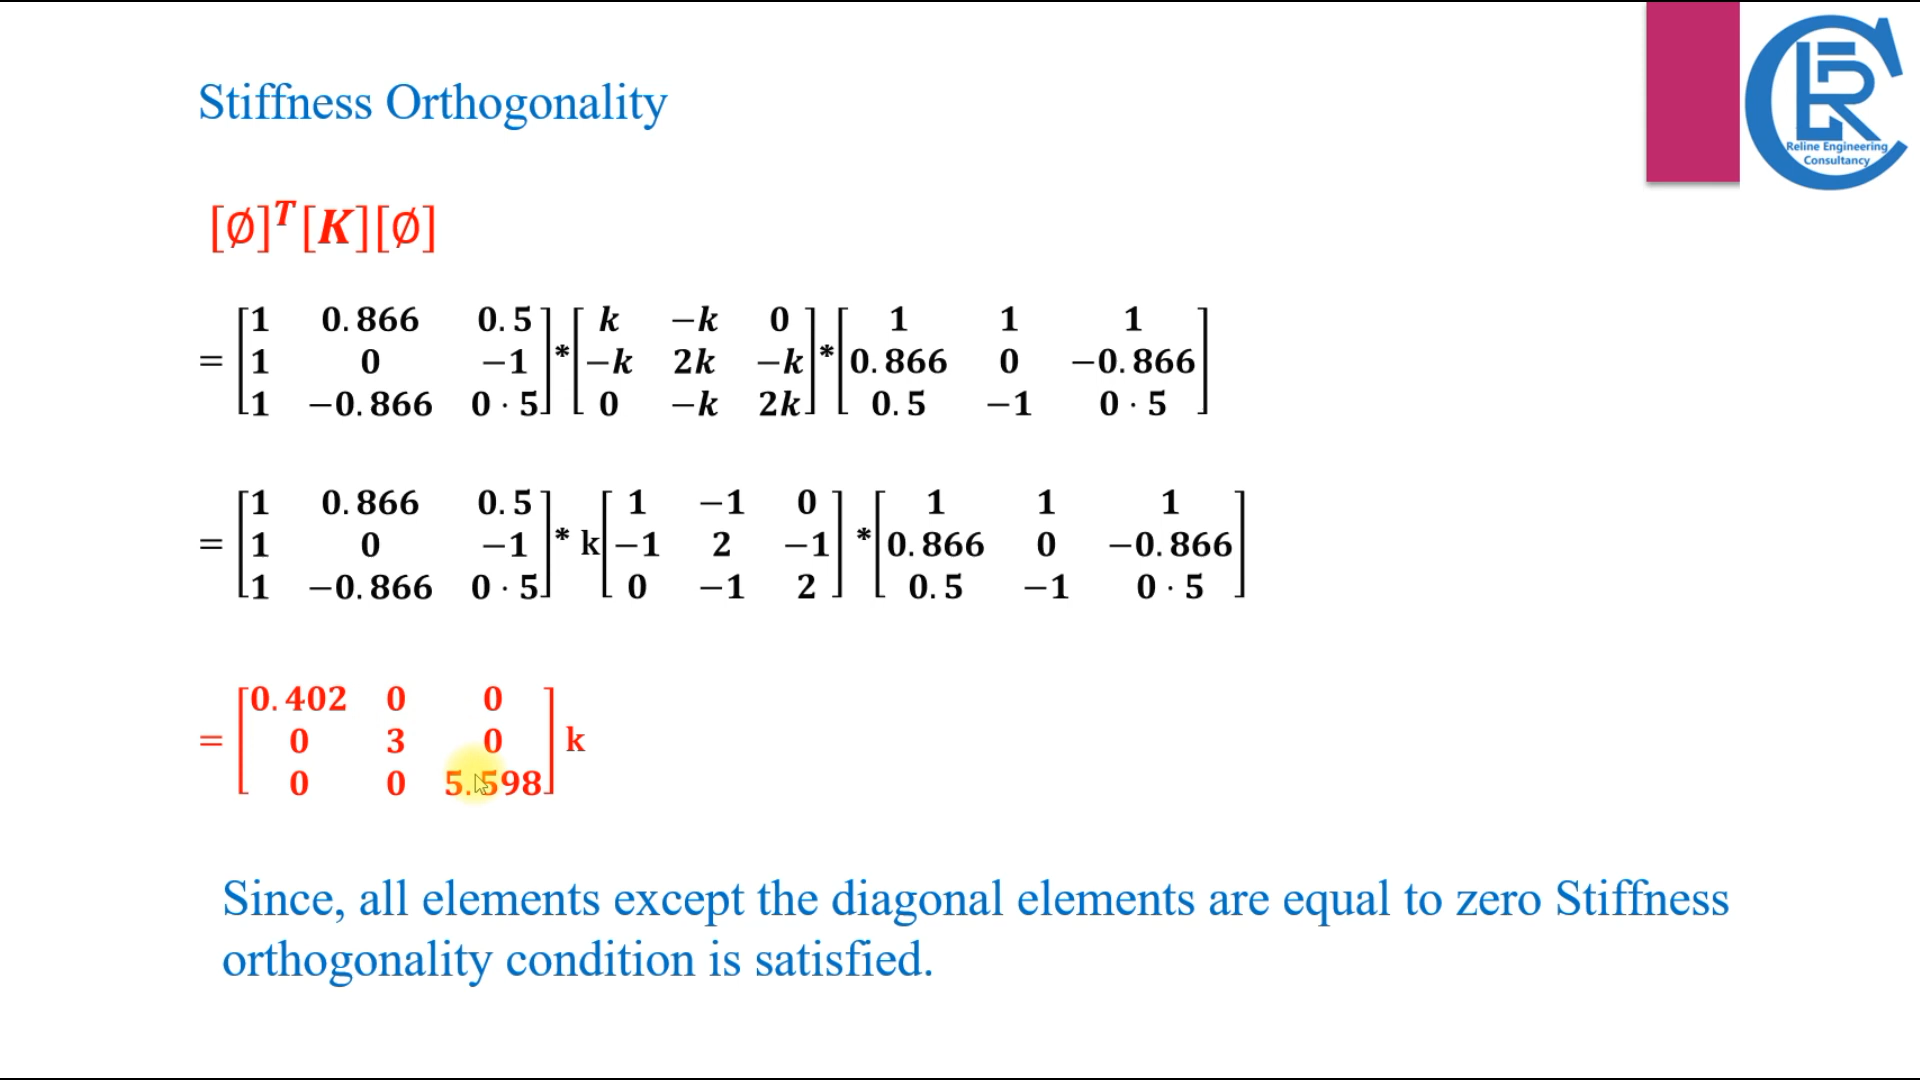 Stiffness Orthogonality
Reline Engineering
Consultancy
[∅]ᵀ[K][∅]
= [1 0.866 0.5; 1 0 −1; 1 −0.866 0·5] * [k −k 0; −k 2k −k; 0 −k 2k] * [1 1 1; 0.866 0 −0.866; 0.5 −1 0·5]
= [1 0.866 0.5; 1 0 −1; 1 −0.866 0·5] * k [1 −1 0; −1 2 −1; 0 −1 2] * [1 1 1; 0.866 0 −0.866; 0.5 −1 0·5]
= [0.402 0 0; 0 3 0; 0 0 5.598] k
Since, all elements except the diagonal elements are equal to zero Stiffness
orthogonality condition is satisfied.